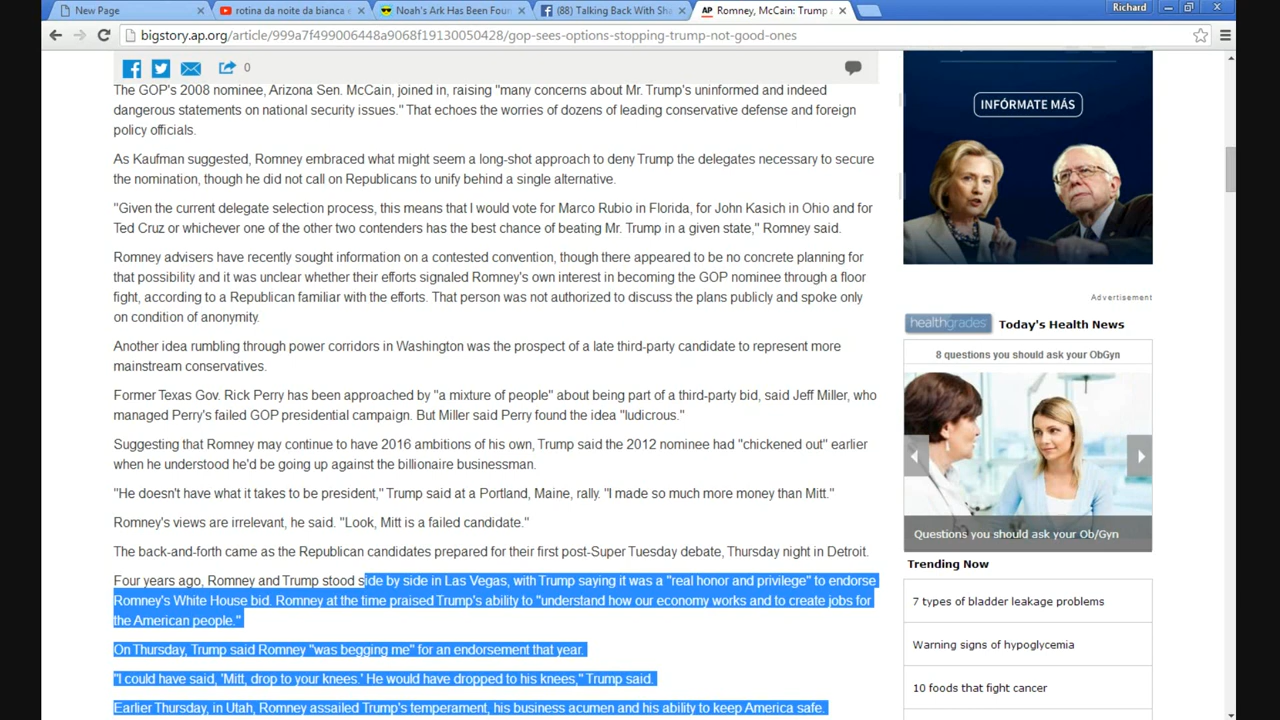 New Page
rotina da noite da bianca
Noah's Ark Has Been Foun
(88) Talking Back With Sha
AP Romney, McCain: Trump
Richard
bigstory.ap.org/article/999a7f499006448a9068f19130050428/gop-sees-options-stopping-trump-not-good-ones
0
The GOP's 2008 nominee, Arizona Sen. McCain, joined in, raising "many concerns about Mr. Trump's uninformed and indeed
dangerous statements on national security issues." That echoes the worries of dozens of leading conservative defense and foreign
policy officials.
As Kaufman suggested, Romney embraced what might seem a long-shot approach to deny Trump the delegates necessary to secure
the nomination, though he did not call on Republicans to unify behind a single alternative.
"Given the current delegate selection process, this means that I would vote for Marco Rubio in Florida, for John Kasich in Ohio and for
Ted Cruz or whichever one of the other two contenders has the best chance of beating Mr. Trump in a given state," Romney said.
Romney advisers have recently sought information on a contested convention, though there appeared to be no concrete planning for
that possibility and it was unclear whether their efforts signaled Romney's own interest in becoming the GOP nominee through a floor
fight, according to a Republican familiar with the efforts. That person was not authorized to discuss the plans publicly and spoke only
on condition of anonymity.
Another idea rumbling through power corridors in Washington was the prospect of a late third-party candidate to represent more
mainstream conservatives.
Former Texas Gov. Rick Perry has been approached by "a mixture of people" about being part of a third-party bid, said Jeff Miller, who
managed Perry's failed GOP presidential campaign. But Miller said Perry found the idea "ludicrous."
Suggesting that Romney may continue to have 2016 ambitions of his own, Trump said the 2012 nominee had "chickened out" earlier
when he understood he'd be going up against the billionaire businessman.
"He doesn't have what it takes to be president," Trump said at a Portland, Maine, rally. "I made so much more money than Mitt."
Romney's views are irrelevant, he said. "Look, Mitt is a failed candidate."
The back-and-forth came as the Republican candidates prepared for their first post-Super Tuesday debate, Thursday night in Detroit.
Four years ago, Romney and Trump stood side by side in Las Vegas, with Trump saying it was a "real honor and privilege" to endorse
Romney's White House bid. Romney at the time praised Trump's ability to "understand how our economy works and to create jobs for
the American people."
On Thursday, Trump said Romney "was begging me" for an endorsement that year.
"I could have said, 'Mitt, drop to your knees.' He would have dropped to his knees," Trump said.
Earlier Thursday, in Utah, Romney assailed Trump's temperament, his business acumen and his ability to keep America safe.
INFÓRMATE MÁS
Advertisement
healthgrades Today's Health News
8 questions you should ask your ObGyn
Questions you should ask your Ob/Gyn
Trending Now
7 types of bladder leakage problems
Warning signs of hypoglycemia
10 foods that fight cancer